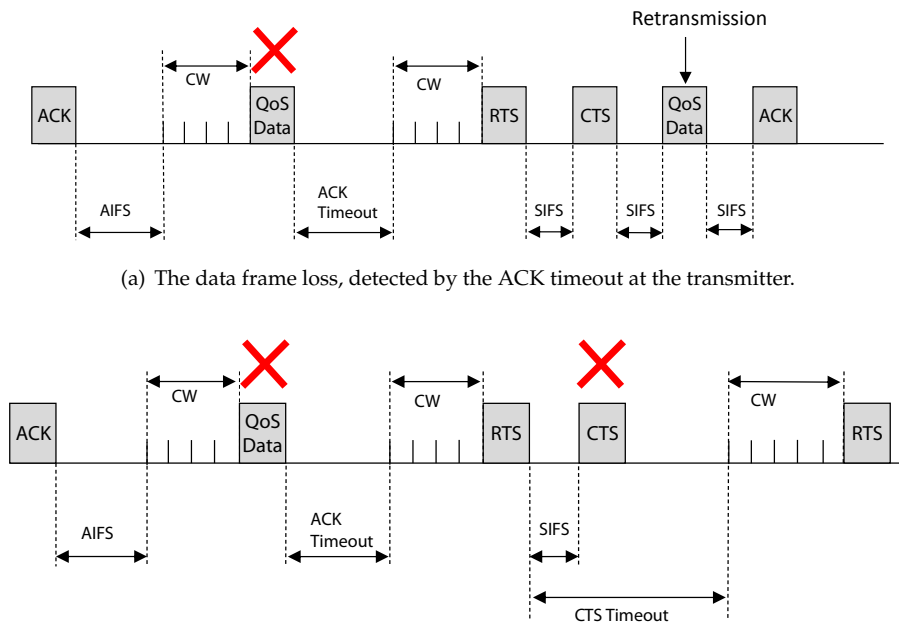 Retransmission
CW
CW
ACK
QoS
Data
RTS
CTS
QoS
Data
ACK
AIFS
ACK
Timeout
SIFS
SIFS
SIFS
(a) The data frame loss, detected by the ACK timeout at the transmitter.
CW
CW
CW
ACK
QoS
Data
RTS
CTS
RTS
AIFS
ACK
Timeout
SIFS
CTS Timeout